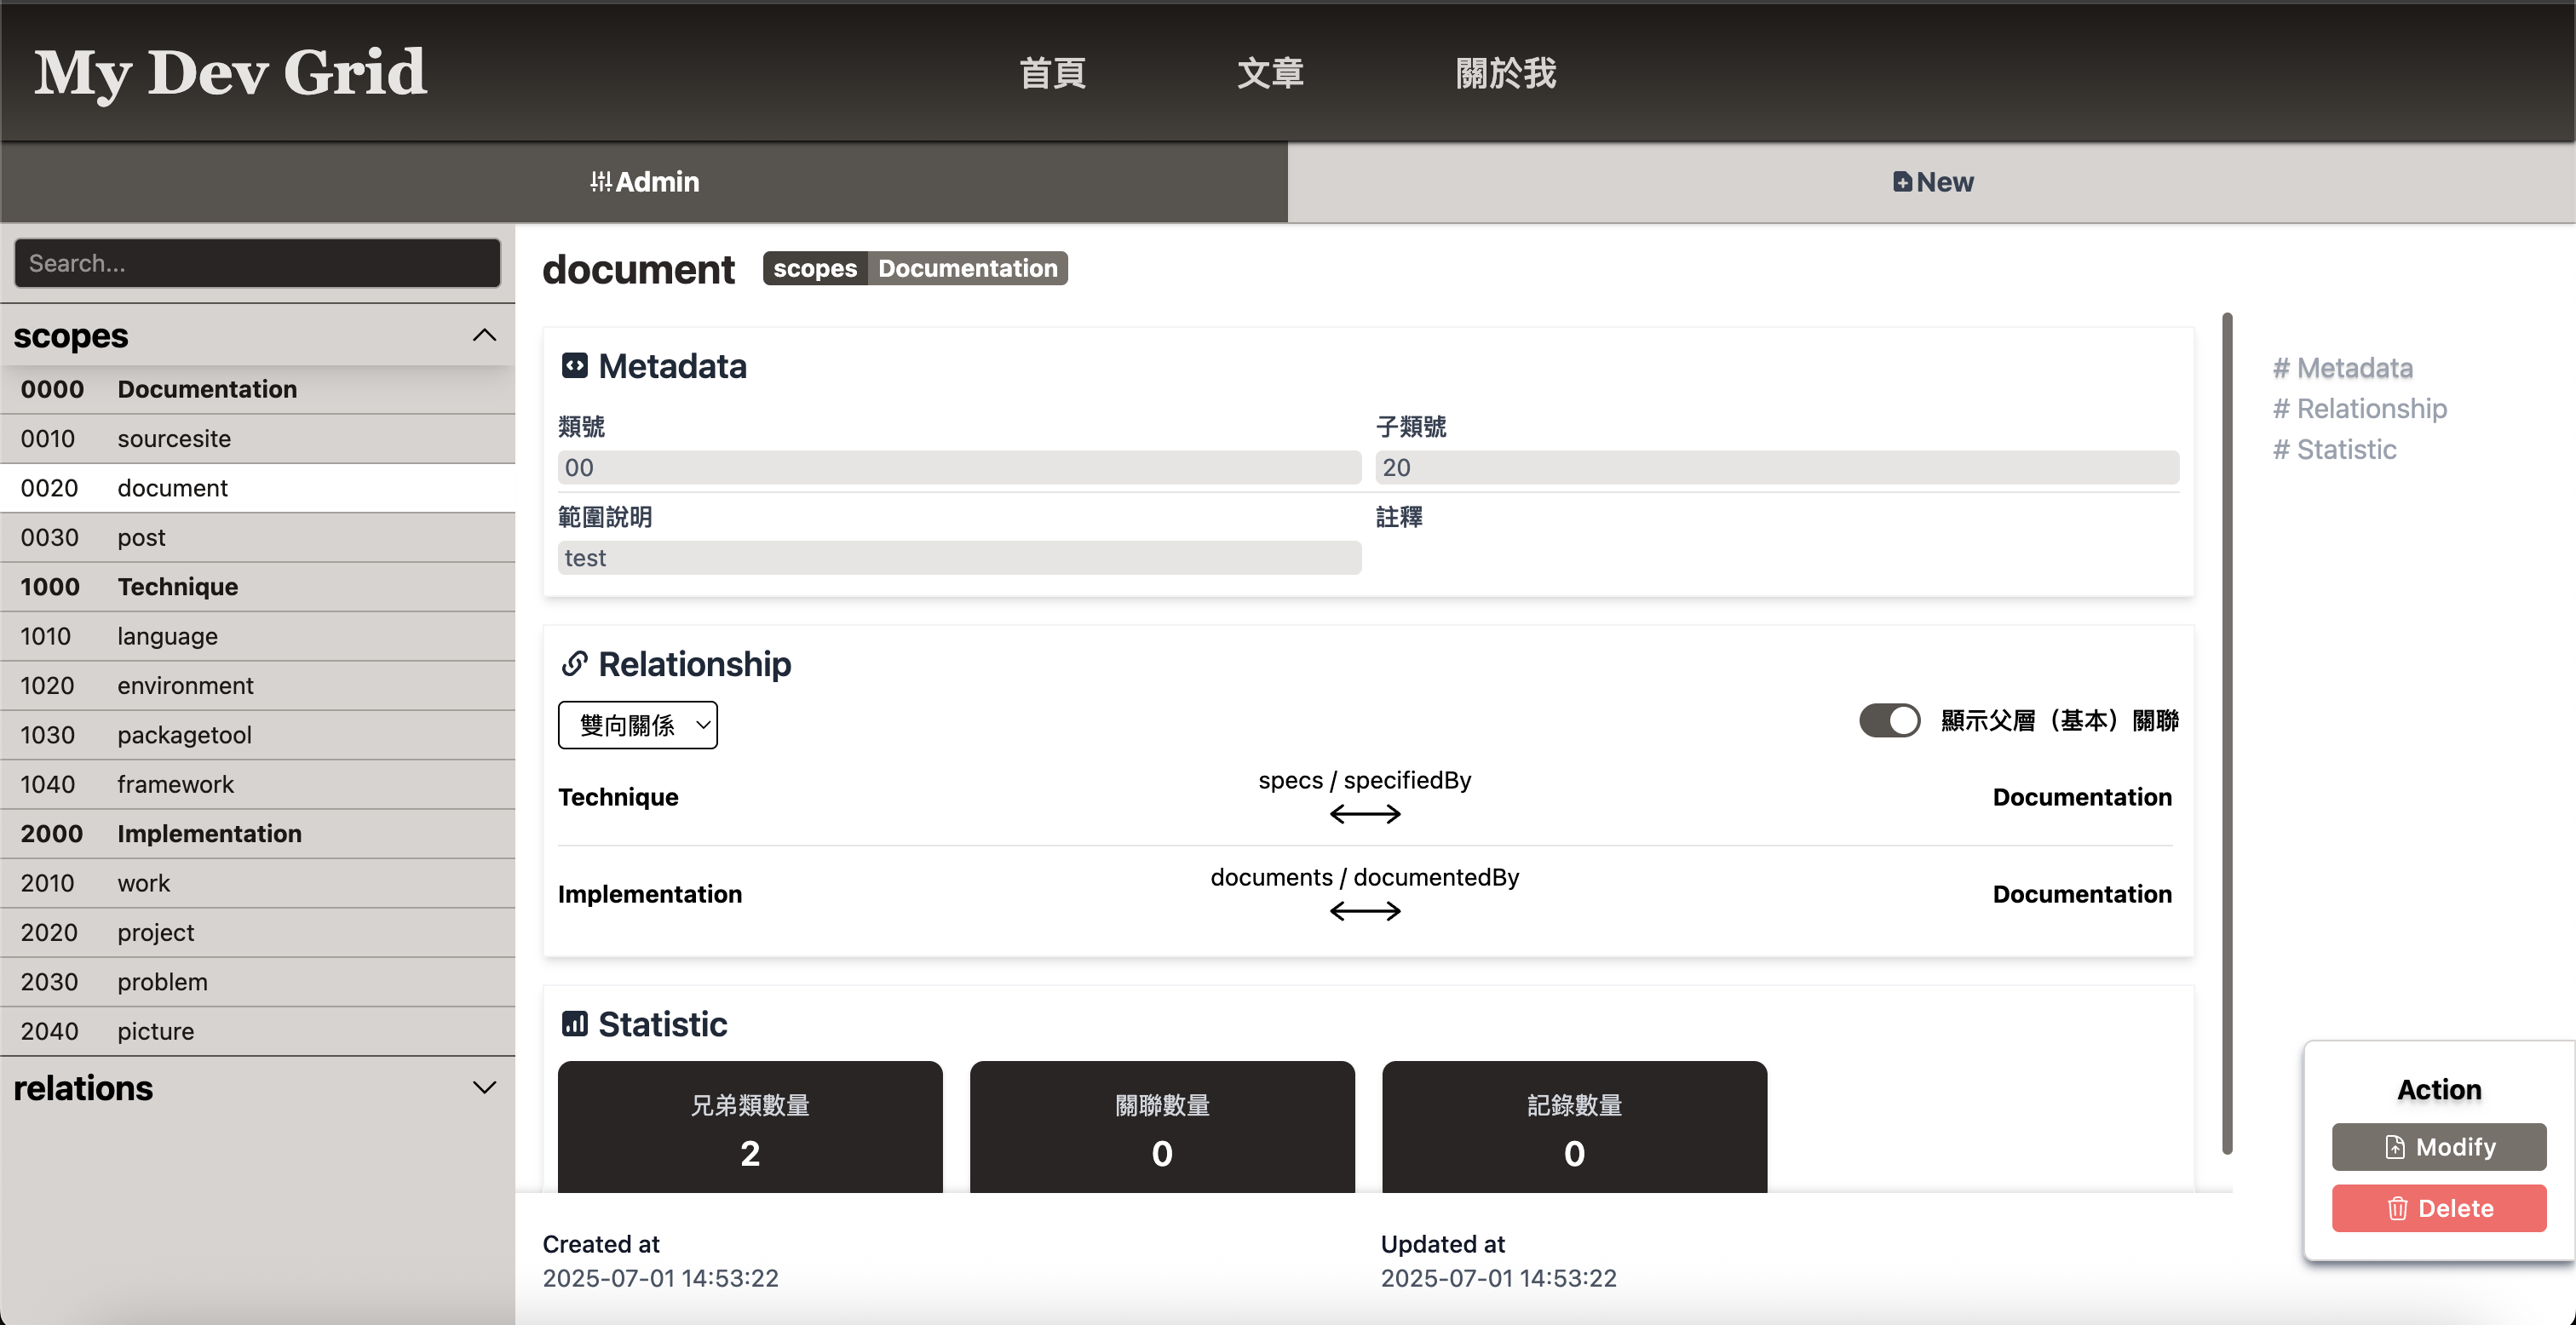 My Dev Grid
首頁 文章 關於我
Admin
New
Search...
scopes
0000 Documentation
0010 sourcesite
0020 document
0030 post
1000 Technique
1010 language
1020 environment
1030 packagetool
1040 framework
2000 Implementation
2010 work
2020 project
2030 problem
2040 picture
relations
document scopes Documentation
Metadata
類號 子類號
00 20
範圍說明 註釋
test
Relationship
雙向關係 顯示父層（基本）關聯
Technique specs / specifiedBy Documentation
Implementation documents / documentedBy Documentation
Statistic
兄弟類數量 關聯數量 記錄數量
2 0 0
Created at Updated at
2025-07-01 14:53:22 2025-07-01 14:53:22
# Metadata
# Relationship
# Statistic
Action
Modify
Delete